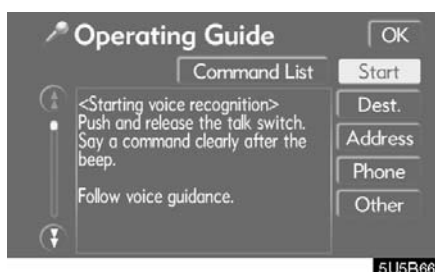 Operating Guide
OK
Command List
Start
<Starting voice recognition>
Push and release the talk switch.
Say a command clearly after the
beep.
Follow voice guidance.
Dest.
Address
Phone
Other
5U5B66